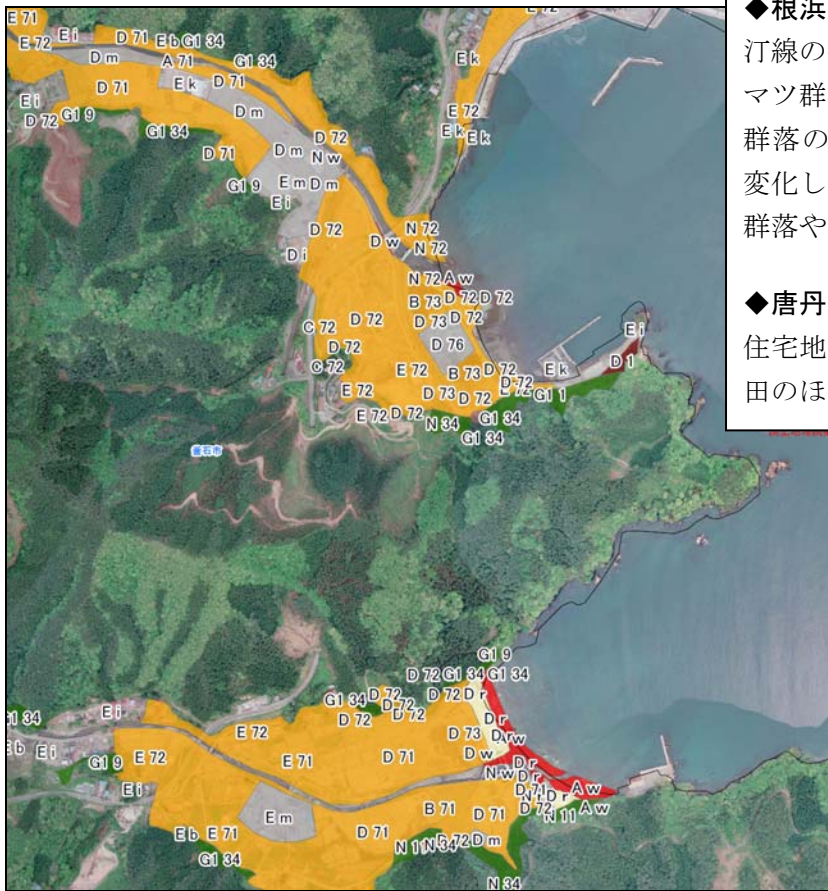 ◆根浜
汀線の
マツ群
群落の
変化し
群落や
◆唐丹
住宅地
田のほ
E 71
E 72
E i
D 71
E b G1 34
E 72
D m
A 71
G1 34
E k
D 71
E k
D 71
E i
D 72
G1 9
D m
E 72
G1 34
D 72
E k
E k
D 71
D m
N w
G1 9
E m D m
E i
D 72
N 72
D w
N 72
D i
N 72
A w
B 73
D 72
D 72
D 73
D 72
C 72
D 72
D 76
D 72
C 72
E 72
B 73
D 72
E k
D 1
E i
D 72
E 72
D 73
D 72
G1 1
E 72
D 72
N 34
G1 34
G1 34
釜石市
G1 9
D 72
G1 34
G1 34
G1 34
D 72
D 72
D 72
D r
D 72
D 72
E i
D r
E 72
D 73
E b
E i
G1 9
E 72
E 71
D 71
D w
N w
D r
D r
D 71
E i
A w
E m
B 71
D 71
D 72
D r
A w
N 11
E b
E 71
D 71
D m
G1 34
N 34